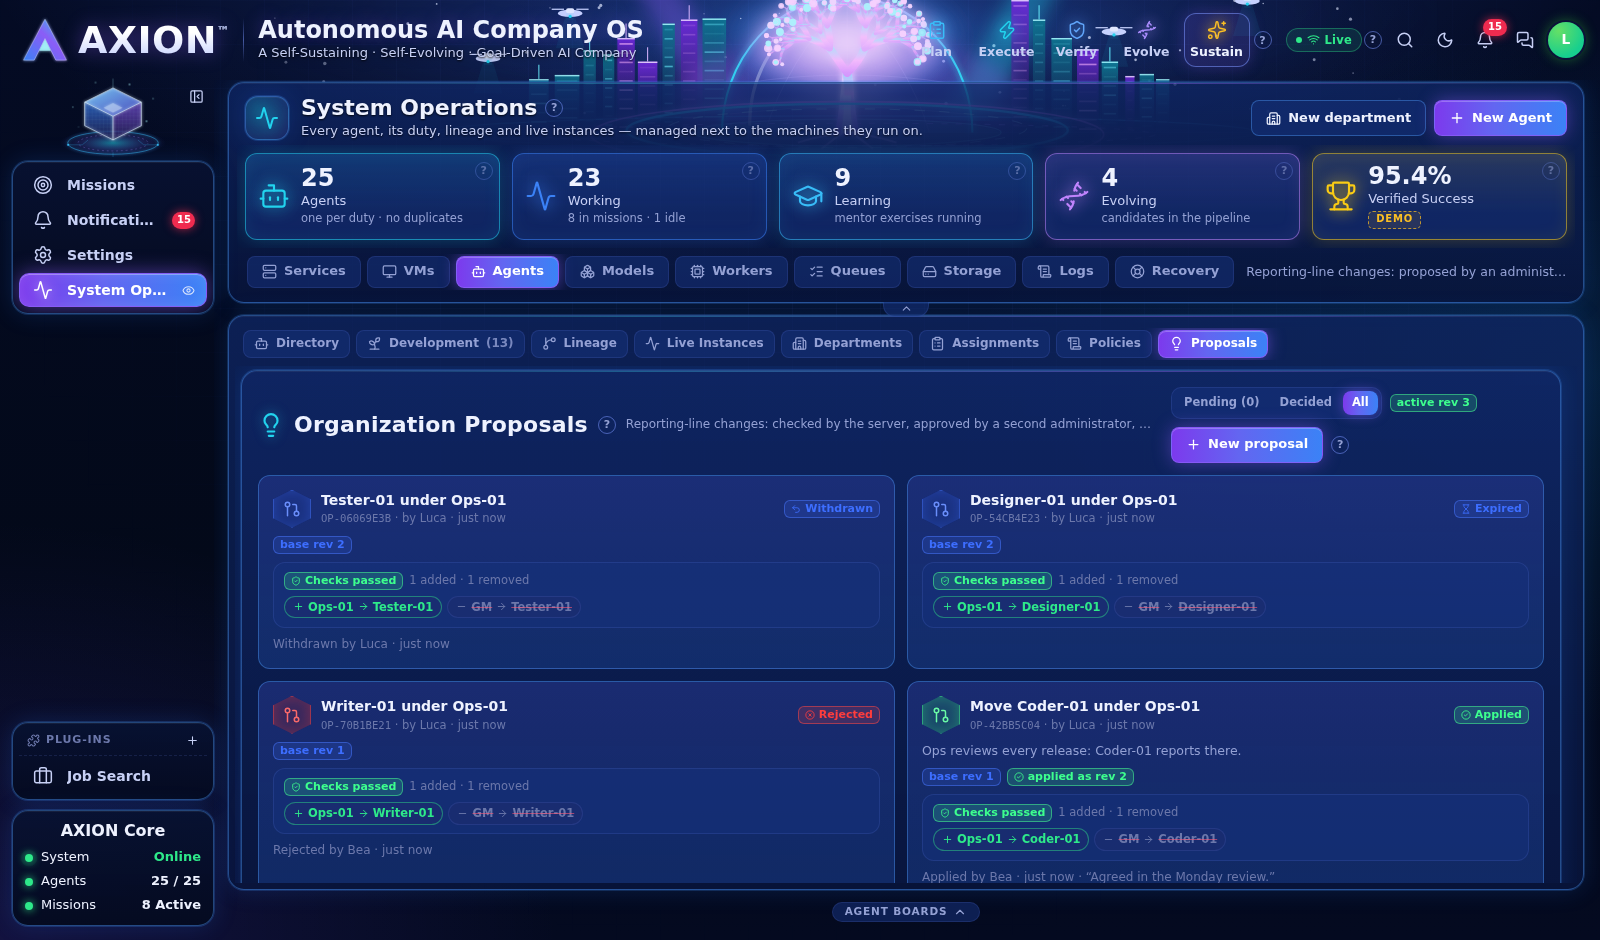 AXION™
Autonomous AI Company OS
A Self-Sustaining · Self-Evolving · Goal-Driven AI Company
Plan
Execute
Verify
Evolve
Sustain
?
Live
?
15
L
Missions
Notificati… 15
Settings
System Op…
PLUG-INS
Job Search
AXION Core
System Online
Agents 25 / 25
Missions 8 Active
System Operations ?
Every agent, its duty, lineage and live instances — managed next to the machines they run on.
New department
New Agent
25
Agents
one per duty · no duplicates
?
23
Working
8 in missions · 1 idle
?
9
Learning
mentor exercises running
?
4
Evolving
candidates in the pipeline
?
95.4%
Verified Success
DEMO
?
Services VMs Agents Models Workers Queues Storage Logs Recovery Reporting-line changes: proposed by an administ…
Directory Development (13) Lineage Live Instances Departments Assignments Policies Proposals
Organization Proposals ? Reporting-line changes: checked by the server, approved by a second administrator, …
Pending (0) Decided All active rev 3
New proposal ?
Tester-01 under Ops-01
OP-06069E3B · by Luca · just now
Withdrawn
base rev 2
Checks passed 1 added · 1 removed
+ Ops-01 → Tester-01 − GM → Tester-01
Withdrawn by Luca · just now
Designer-01 under Ops-01
OP-54CB4E23 · by Luca · just now
Expired
base rev 2
Checks passed 1 added · 1 removed
+ Ops-01 → Designer-01 − GM → Designer-01
Writer-01 under Ops-01
OP-70B1BE21 · by Luca · just now
Rejected
base rev 1
Checks passed 1 added · 1 removed
+ Ops-01 → Writer-01 − GM → Writer-01
Rejected by Bea · just now
Move Coder-01 under Ops-01
OP-42BB5C04 · by Luca · just now
Applied
Ops reviews every release: Coder-01 reports there.
base rev 1 applied as rev 2
Checks passed 1 added · 1 removed
+ Ops-01 → Coder-01 − GM → Coder-01
Applied by Bea · just now · “Agreed in the Monday review.”
AGENT BOARDS